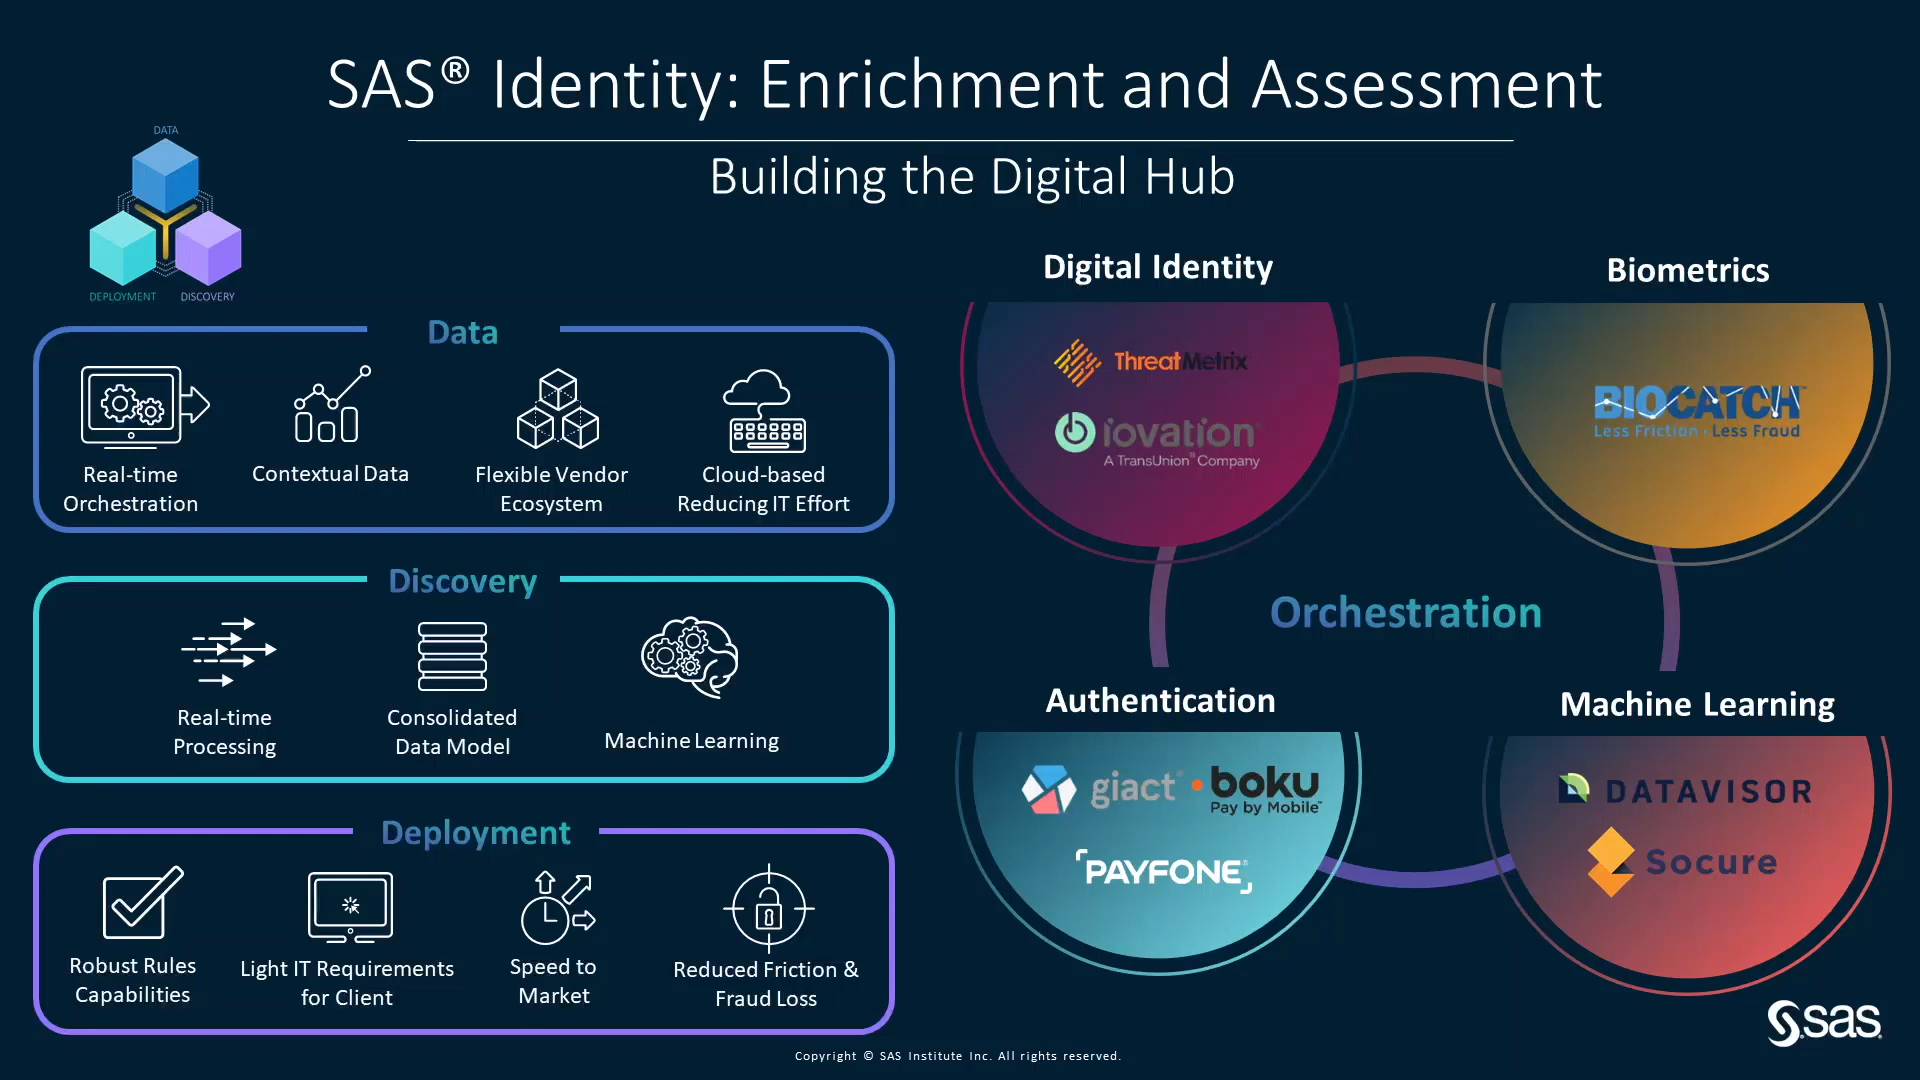 SAS® Identity: Enrichment and Assessment
Building the Digital Hub
DATA
DEPLOYMENT
DISCOVERY
Data
Real-time
Orchestration
Contextual Data
Flexible Vendor
Ecosystem
Cloud-based
Reducing IT Effort
Discovery
Real-time
Processing
Consolidated
Data Model
Machine Learning
Deployment
Robust Rules
Capabilities
Light IT Requirements
for Client
Speed to
Market
Reduced Friction &
Fraud Loss
Digital Identity
ThreatMetrix
iovation
A TransUnion® Company
Biometrics
BIOCATCH™
Less Friction · Less Fraud
Orchestration
Authentication
giact
boku
Pay by Mobile™
PAYFONE
Machine Learning
DATAVISOR
Socure
sas
Copyright © SAS Institute Inc. All rights reserved.